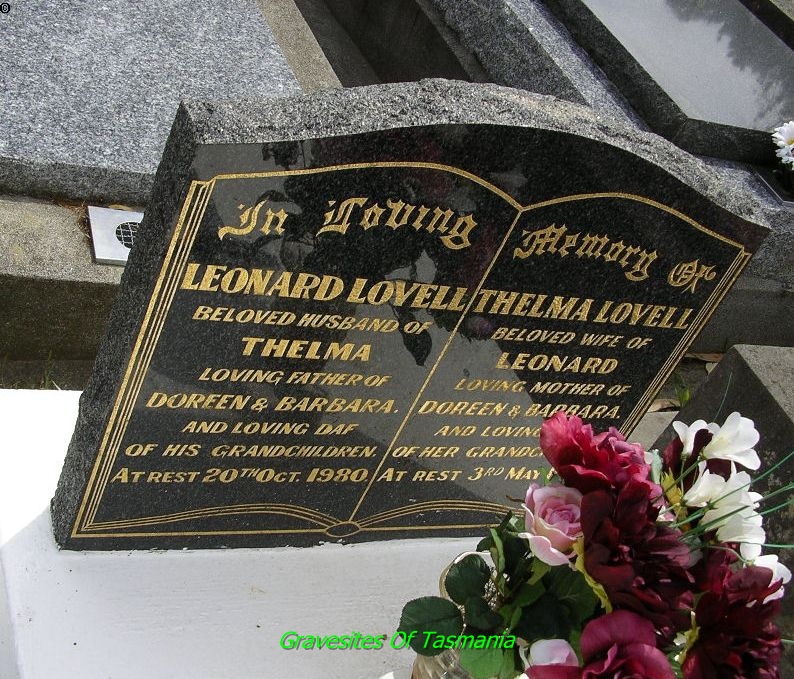 In Loving Memory Of
LEONARD LOVELL
BELOVED HUSBAND OF
THELMA
LOVING FATHER OF
DOREEN & BARBARA.
AND LOVING DAF
OF HIS GRANDCHILDREN.
AT REST 20TH OCT. 1980
THELMA LOVELL
BELOVED WIFE OF
LEONARD
LOVING MOTHER OF
DOREEN & BARBARA.
AND LOVING
OF HER
AT REST 3RD MAY
Gravesites Of Tasmania